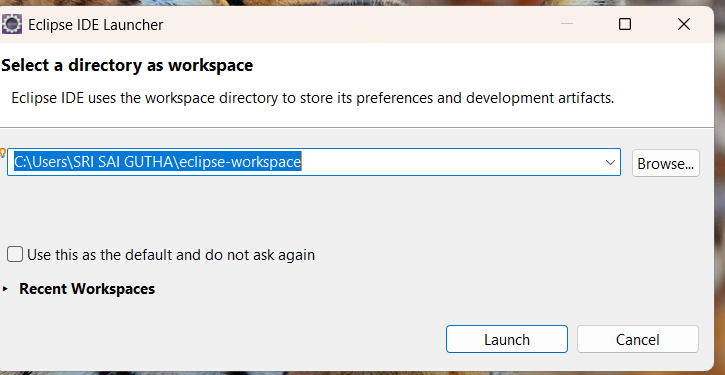 Eclipse IDE Launcher
Select a directory as workspace
Eclipse IDE uses the workspace directory to store its preferences and development artifacts.
C:\Users\SRI SAI GUTHA\eclipse-workspace
Browse...
Use this as the default and do not ask again
Recent Workspaces
Launch Cancel